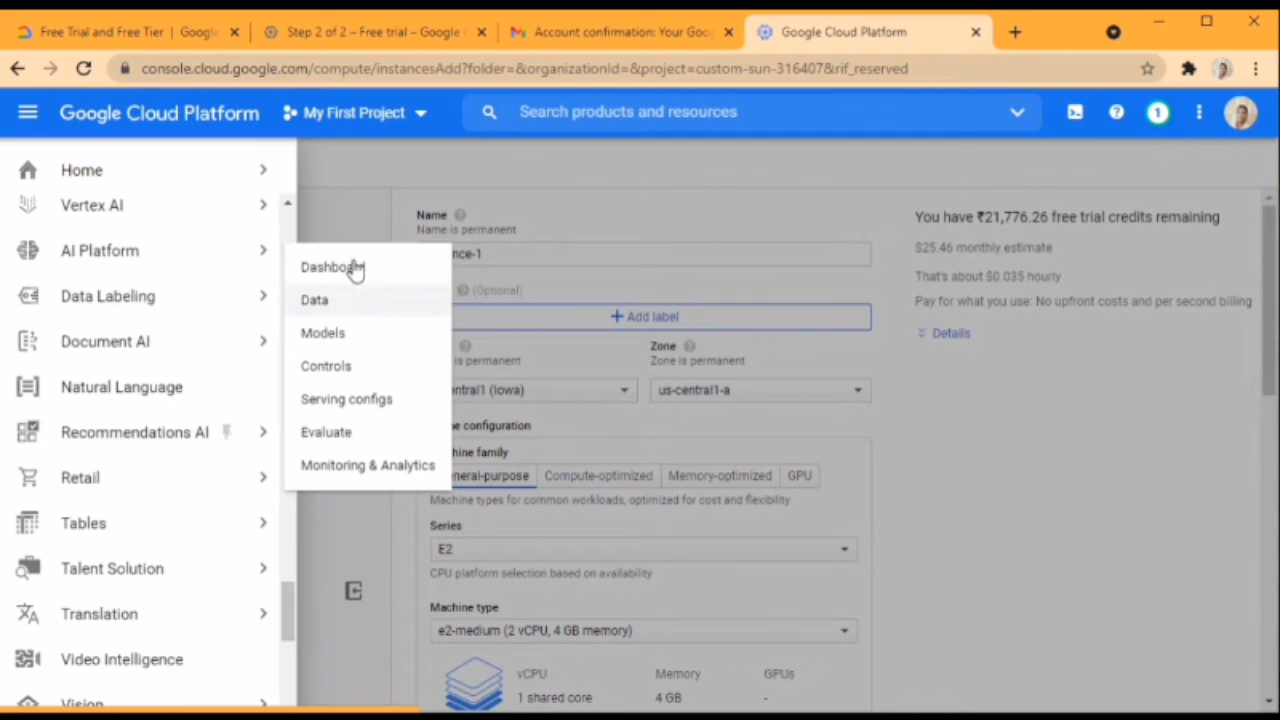 Free Trial and Free Tier | Google
Step 2 of 2 – Free trial – Google
Account confirmation: Your Goo
Google Cloud Platform
console.cloud.google.com/compute/instancesAdd?folder=&organizationId=&project=custom-sun-316407&rif_reserved
Google Cloud Platform
My First Project
Search products and resources
1
Home
Vertex AI
AI Platform
Data Labeling
Document AI
Natural Language
Recommendations AI
Retail
Tables
Talent Solution
Translation
Video Intelligence
Vision
Dashboard
Data
Models
Controls
Serving configs
Evaluate
Monitoring & Analytics
Name
Name is permanent
nce-1
(Optional)
Add label
is permanent
Zone
Zone is permanent
entral1 (Iowa)
us-central1-a
ne configuration
hine family
neral-purpose
Compute-optimized
Memory-optimized
GPU
Machine types for common workloads, optimized for cost and flexibility
Series
E2
CPU platform selection based on availability
Machine type
e2-medium (2 vCPU, 4 GB memory)
vCPU
Memory
GPUs
1 shared core
4 GB
-
You have ₹21,776.26 free trial credits remaining
$25.46 monthly estimate
That's about $0.035 hourly
Pay for what you use: No upfront costs and per second billing
Details